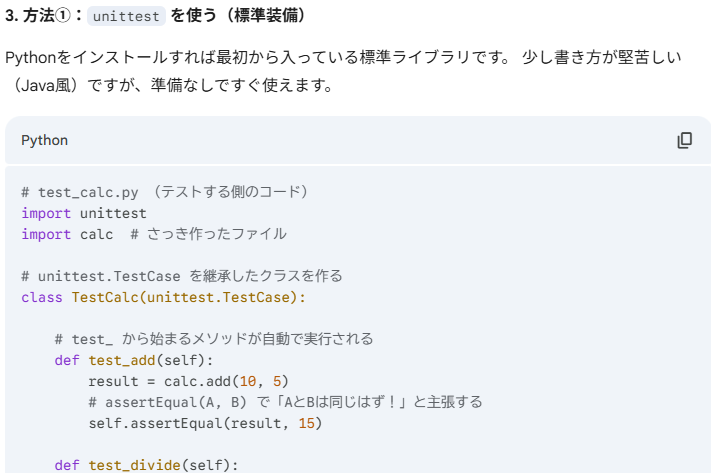 3. 方法①：unittest を使う（標準装備）
Pythonをインストールすれば最初から入っている標準ライブラリです。 少し書き方が堅苦しい
（Java風）ですが、準備なしですぐ使えます。
Python
# test_calc.py （テストする側のコード）
import unittest
import calc  # さっき作ったファイル
# unittest.TestCase を継承したクラスを作る
class TestCalc(unittest.TestCase):
    # test_ から始まるメソッドが自動で実行される
    def test_add(self):
        result = calc.add(10, 5)
        # assertEqual(A, B) で「AとBは同じはず！」と主張する
        self.assertEqual(result, 15)
    def test_divide(self):